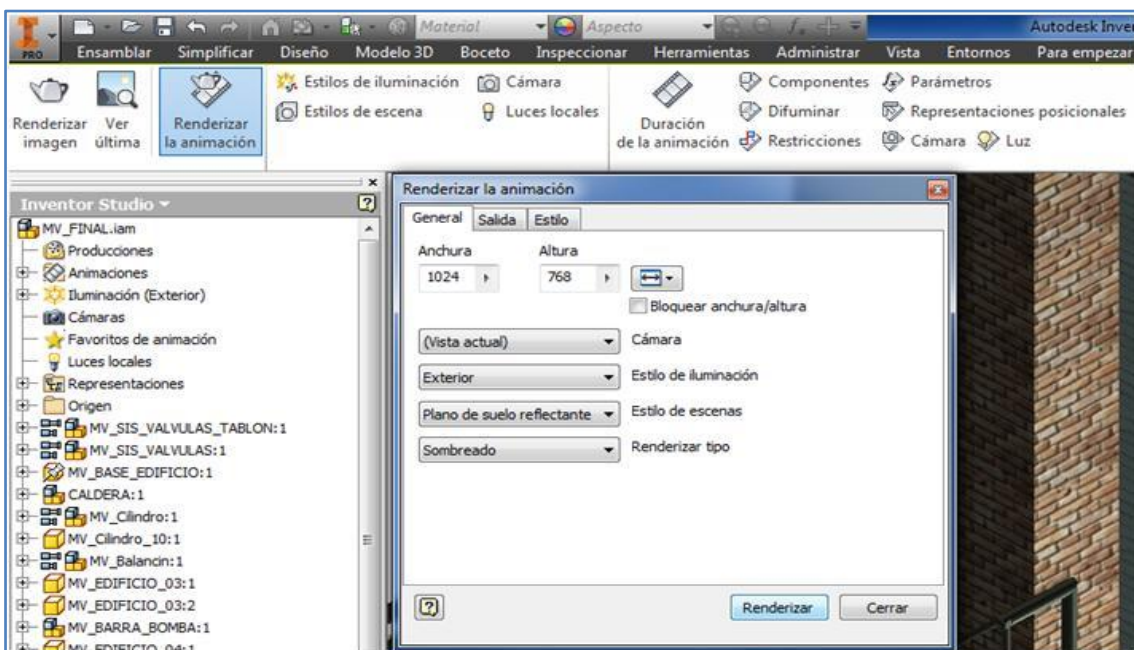 PRO
Material
Aspecto
Autodesk Inver
Ensamblar Simplificar Diseño Modelo 3D Boceto Inspeccionar Herramientas Administrar Vista Entornos Para empezar
Renderizar imagen
Ver última
Renderizar la animación
Estilos de iluminación
Estilos de escena
Cámara
Luces locales
Duración de la animación
Componentes
Difuminar
Restricciones
Parámetros
Representaciones posicionales
Cámara
Luz
Inventor Studio
MV_FINAL.iam
Producciones
Animaciones
Iluminación (Exterior)
Cámaras
Favoritos de animación
Luces locales
Representaciones
Origen
MV_SIS_VALVULAS_TABLON:1
MV_SIS_VALVULAS:1
MV_BASE_EDIFICIO:1
CALDERA:1
MV_Cilindro:1
MV_Cilindro_10:1
MV_Balancin:1
MV_EDIFICIO_03:1
MV_EDIFICIO_03:2
MV_BARRA_BOMBA:1
MV_EDIFICIO_04:1
Renderizar la animación
General Salida Estilo
Anchura Altura
1024 768
Bloquear anchura/altura
(Vista actual) Cámara
Exterior Estilo de iluminación
Plano de suelo reflectante Estilo de escenas
Sombreado Renderizar tipo
Renderizar Cerrar